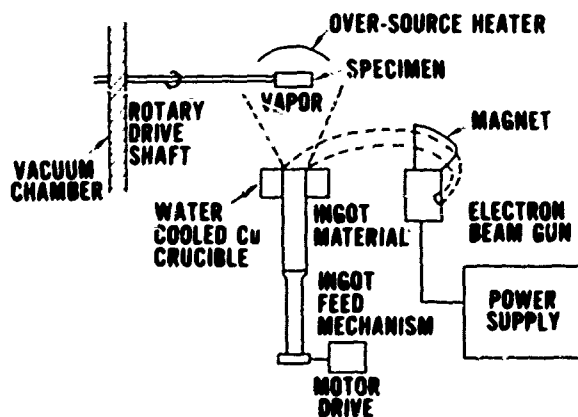 OVER-SOURCE HEATER
SPECIMEN
VAPOR
ROTARY
DRIVE
SHAFT
MAGNET
VACUUM
CHAMBER
WATER
COOLED Cu
CRUCIBLE
INGOT
MATERIAL
ELECTRON
BEAM GUN
INGOT
FEED
MECHANISM
POWER
SUPPLY
MOTOR
DRIVE